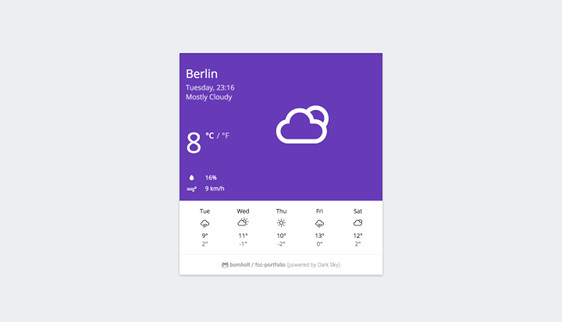 Berlin
Tuesday, 23:16
Mostly Cloudy
8 °C / °F
16%
9 km/h
Tue Wed Thu Fri Sat
9° 11° 10° 13° 12°
2° -1° -2° 0° 2°
bomholt / fcc-portfolio (powered by Dark Sky).